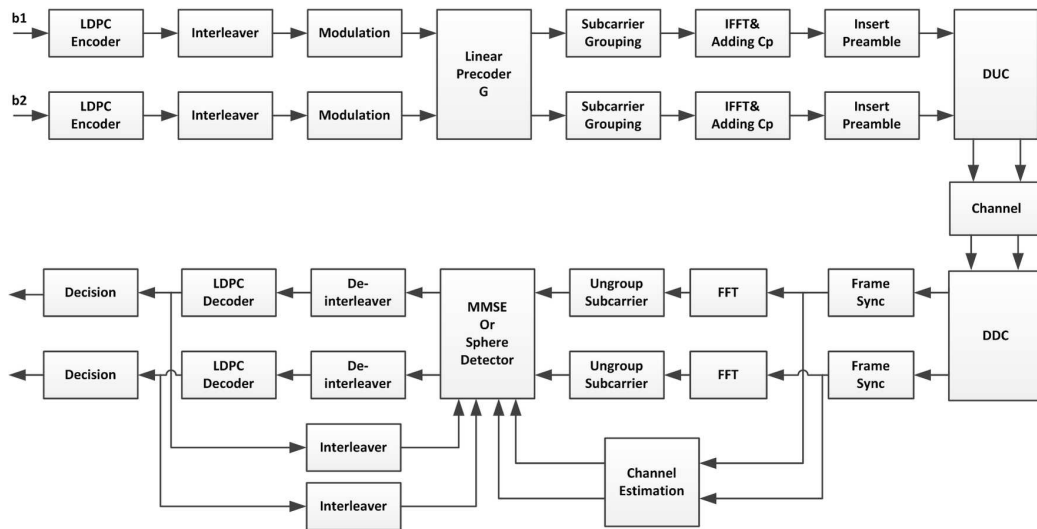 b1
LDPC
Encoder
Interleaver
Modulation
Linear
Precoder
G
Subcarrier
Grouping
IFFT&
Adding Cp
Insert
Preamble
DUC
b2
LDPC
Encoder
Interleaver
Modulation
Subcarrier
Grouping
IFFT&
Adding Cp
Insert
Preamble
Channel
Decision
LDPC
Decoder
De-
interleaver
MMSE
Or
Sphere
Detector
Ungroup
Subcarrier
FFT
Frame
Sync
DDC
Decision
LDPC
Decoder
De-
interleaver
Ungroup
Subcarrier
FFT
Frame
Sync
Interleaver
Interleaver
Channel
Estimation